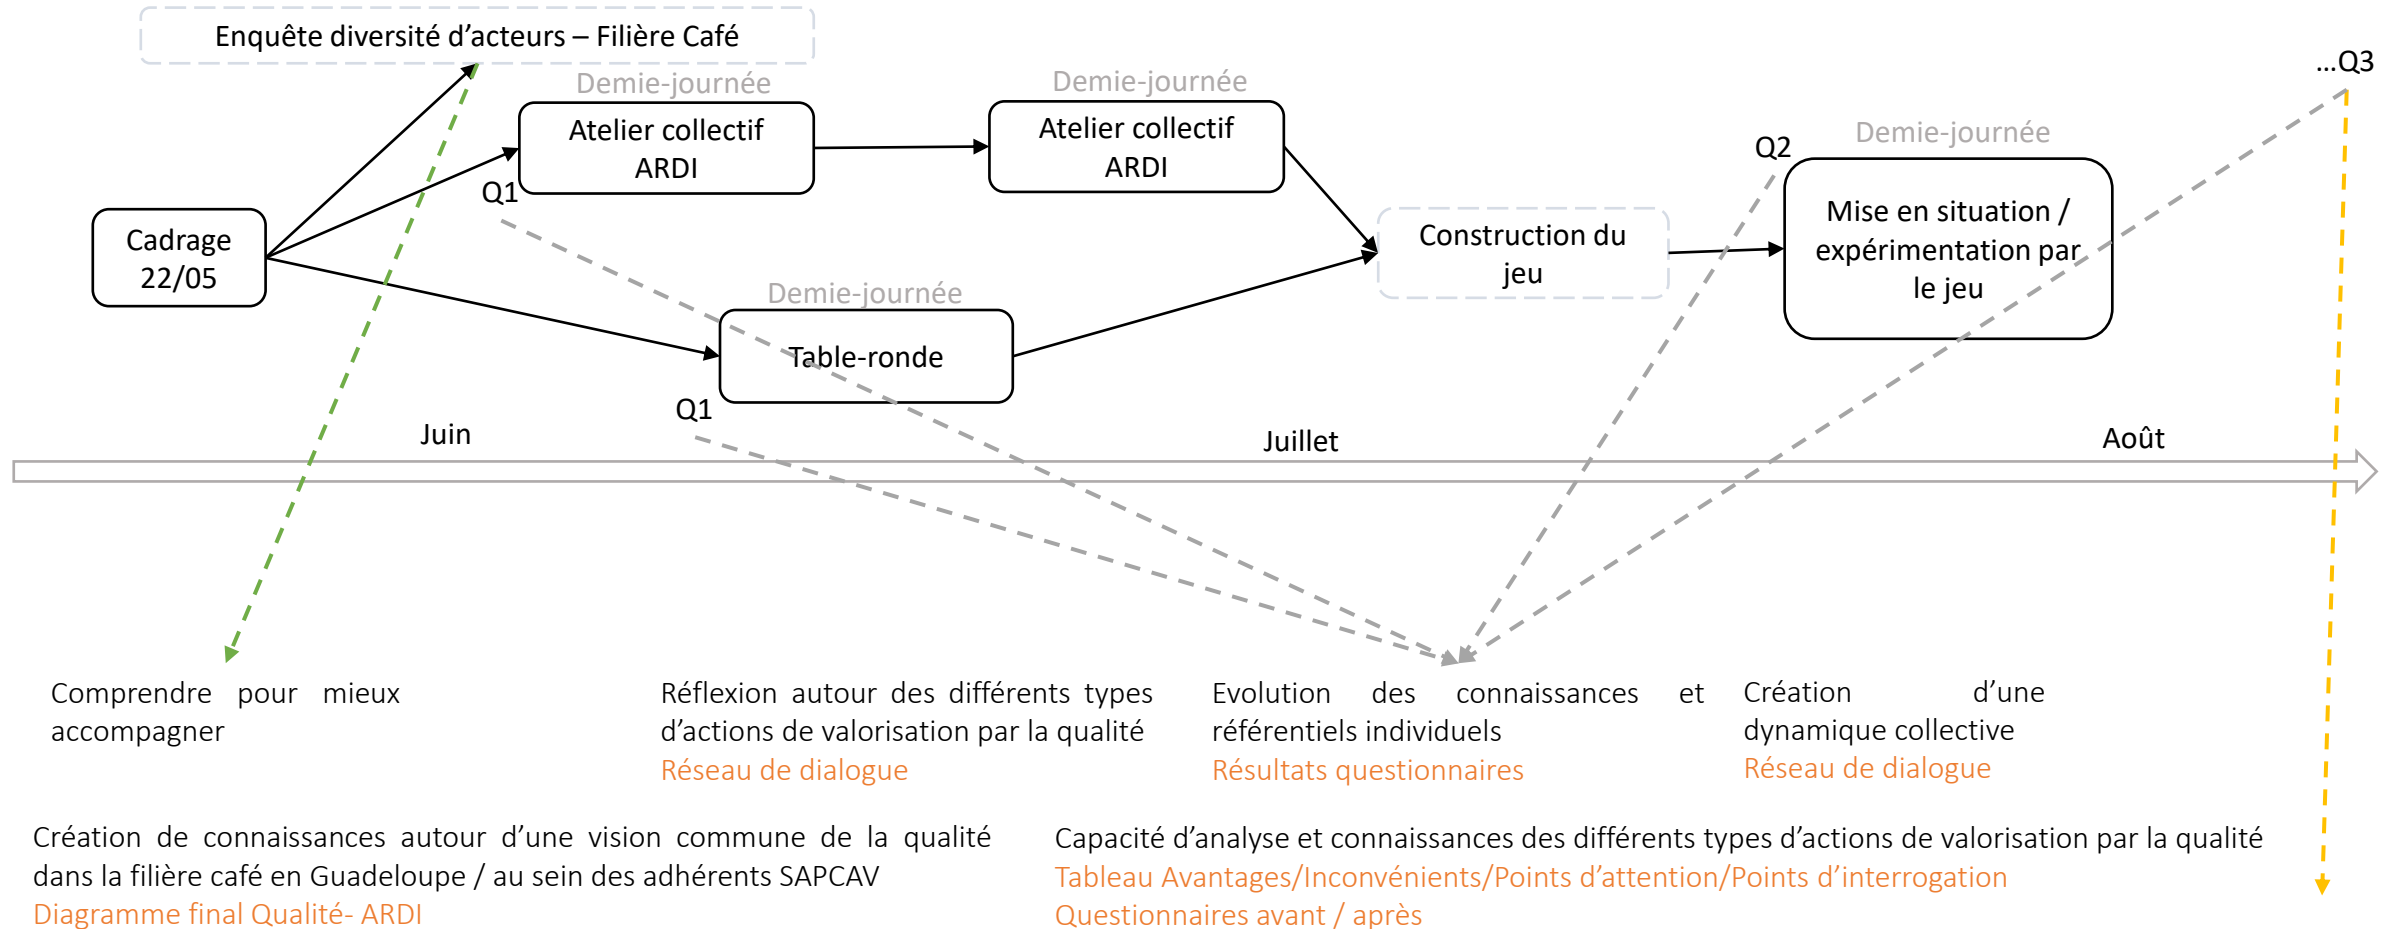 Enquête diversité d’acteurs – Filière Café
…Q3
Demie-journée
Demie-journée
Atelier collectif
ARDI
Atelier collectif
ARDI
Demie-journée
Q2
Q1
Mise en situation /
expérimentation par
le jeu
Cadrage
22/05
Construction du
jeu
Demie-journée
Table-ronde
Q1
Juin
Juillet
Août
Comprendre pour mieux
accompagner
Réflexion autour des différents types
d’actions de valorisation par la qualité
Réseau de dialogue
Evolution des connaissances et
référentiels individuels
Résultats questionnaires
Création d’une
dynamique collective
Réseau de dialogue
Création de connaissances autour d’une vision commune de la qualité
dans la filière café en Guadeloupe / au sein des adhérents SAPCAV
Diagramme final Qualité- ARDI
Capacité d’analyse et connaissances des différents types d’actions de valorisation par la qualité
Tableau Avantages/Inconvénients/Points d’attention/Points d’interrogation
Questionnaires avant / après